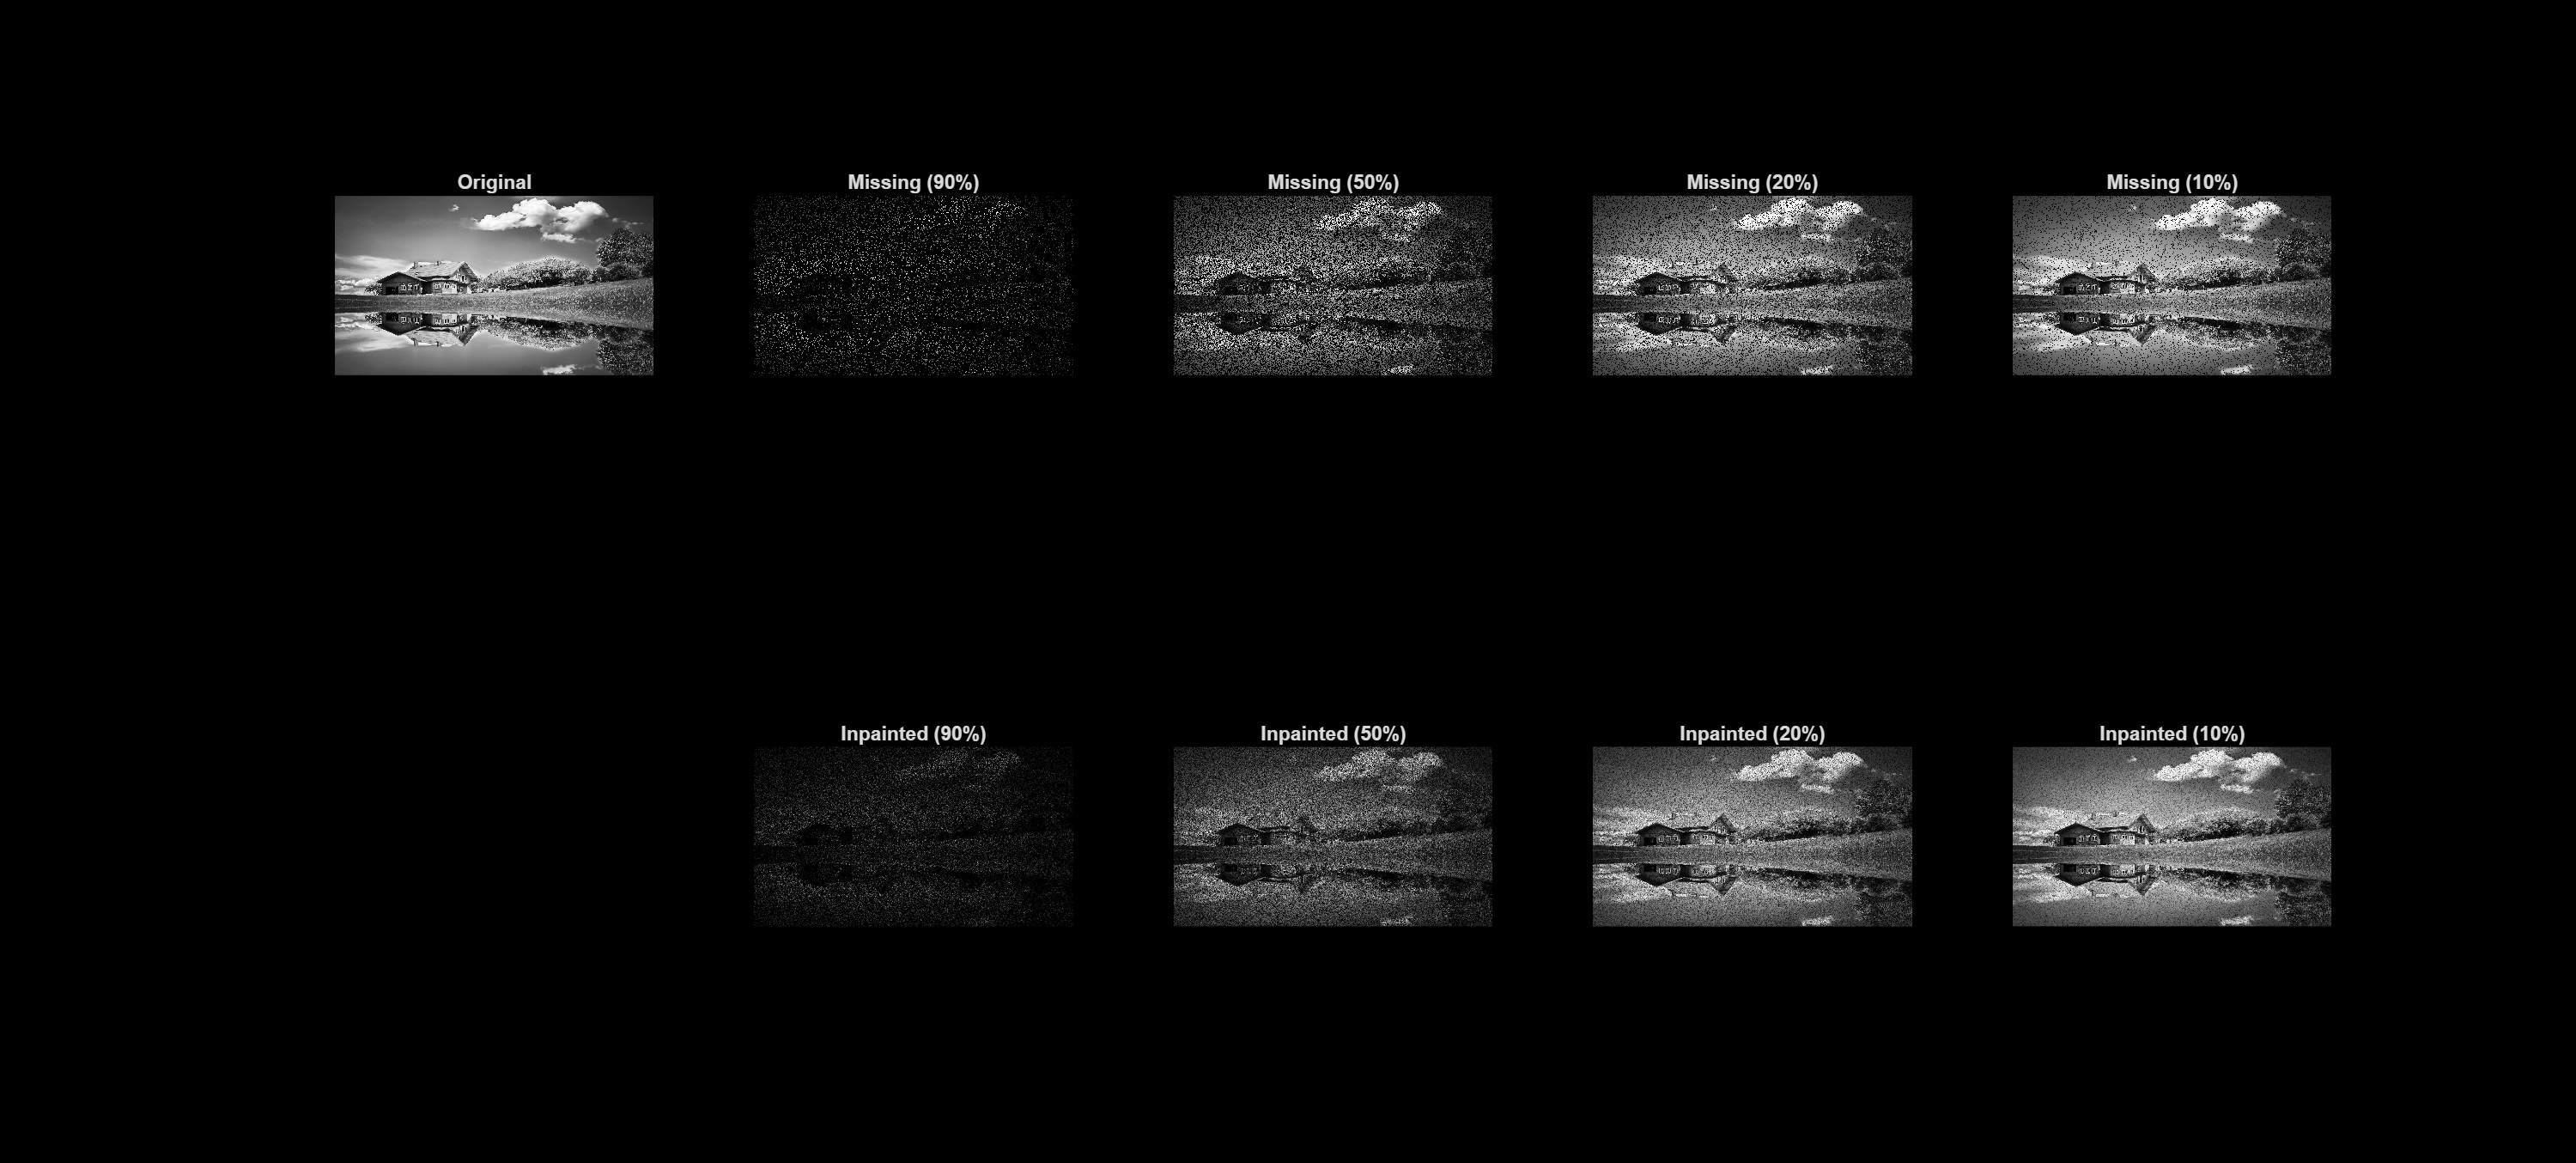 Original
Missing (90%)
Missing (50%)
Missing (20%)
Missing (10%)
Inpainted (90%)
Inpainted (50%)
Inpainted (20%)
Inpainted (10%)